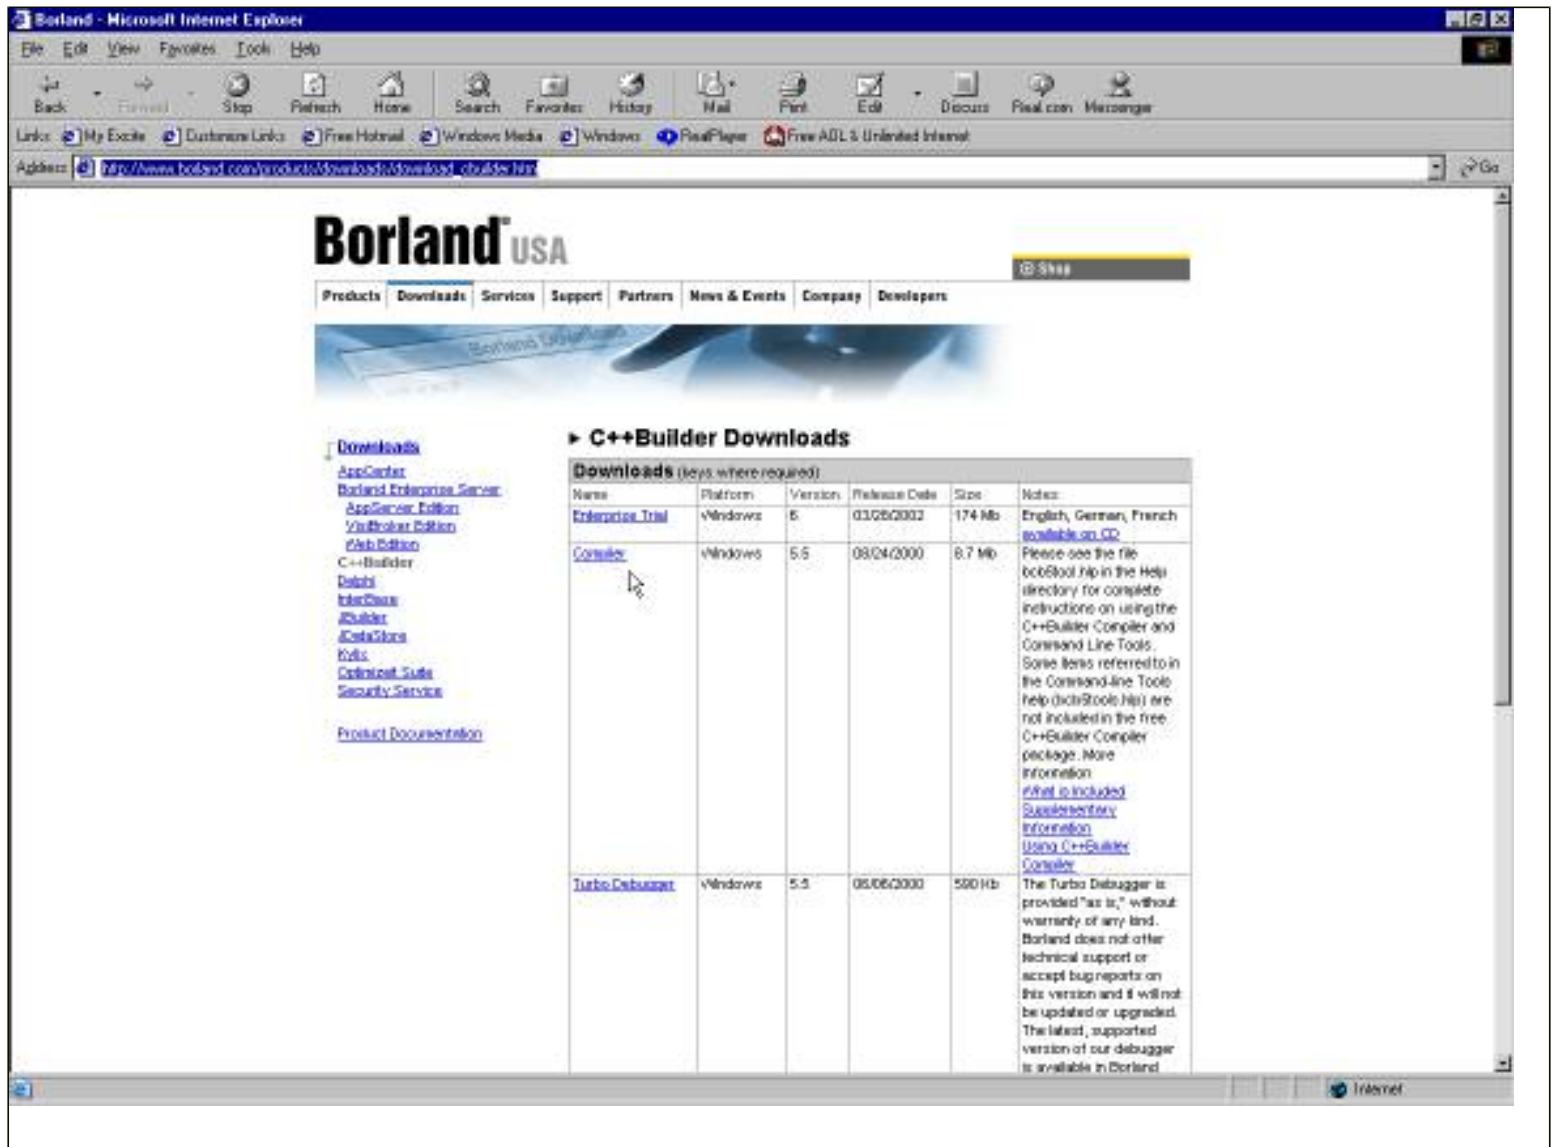 Borland - Microsoft Internet Explorer
File Edit View Favorites Tools Help
Back Forward Stop Refresh Home Search Favorites History Mail Print Edit Discuss Real.com Messenger
Links My Excite Customize Links Free Hotmail Windows Media Windows RealPlayer Free AOL & Unlimited Internet
Address http://www.borland.com/products/downloads/download_cbuilder.html Go
Borland® USA
Shop
Products Downloads Services Support Partners News & Events Company Developers
Borland Download
Downloads
AppCenter
Borland Enterprise Server
AppServer Edition
VisiBroker Edition
Web Edition
C++Builder
Delphi
InterBase
JBuilder
JDataStore
Kylix
Optimizeit Suite
Security Service
Product Documentation
C++Builder Downloads
Downloads (keys where required)
Name Platform Version Release Date Size Notes
Enterprise Trial Windows 6 03/26/2002 174 Mb English, German, French
available on CD
Compiler Windows 5.5 08/24/2000 8.7 Mb Please see the file
bcb5tool.hlp in the Help
directory for complete
instructions on using the
C++Builder Compiler and
Command Line Tools.
Some items referred to in
the Command-line Tools
help (bcb5tools.hlp) are
not included in the free
C++Builder Compiler
package. More
Information
What is Included
Supplementary
Information
Using C++Builder
Compiler
Turbo Debugger Windows 5.5 06/06/2000 590 Kb The Turbo Debugger is
provided "as is," without
warranty of any kind.
Borland does not offer
technical support or
accept bug reports on
this version and it will not
be updated or upgraded.
The latest, supported
version of our debugger
is available in Borland
Internet